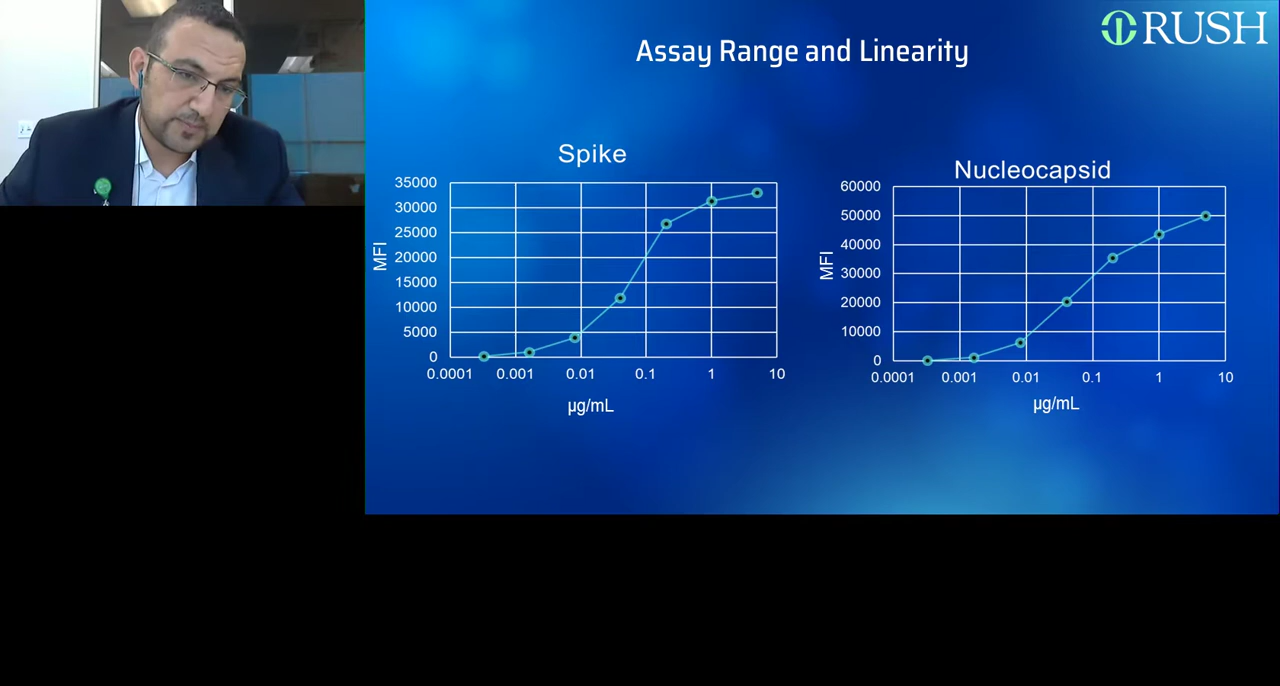 RUSH
Assay Range and Linearity
Spike
35000
30000
25000
20000
15000
10000
5000
0
MFI
0.0001 0.001 0.01 0.1 1 10
µg/mL
Nucleocapsid
60000
50000
40000
30000
20000
10000
0
MFI
0.0001 0.001 0.01 0.1 1 10
µg/mL